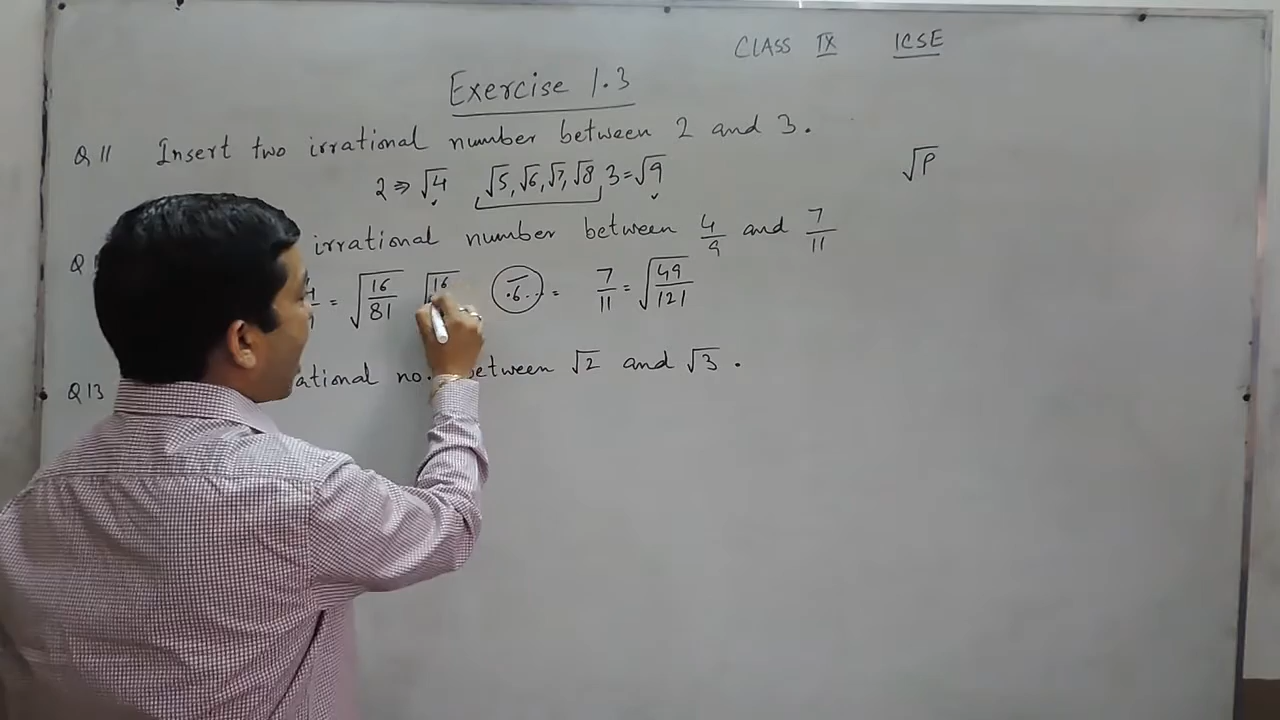 CLASS IX ICSE
Exercise 1.3
Q 11 Insert two irrational number between 2 and 3.
2 ⇒ √4 √5, √6, √7, √8 3 = √9
√P
Q irrational number between 4/9 and 7/11
= √(16/81) √16 .6̅... = 7/11 = √(49/121)
Q 13 ational no. between √2 and √3 .